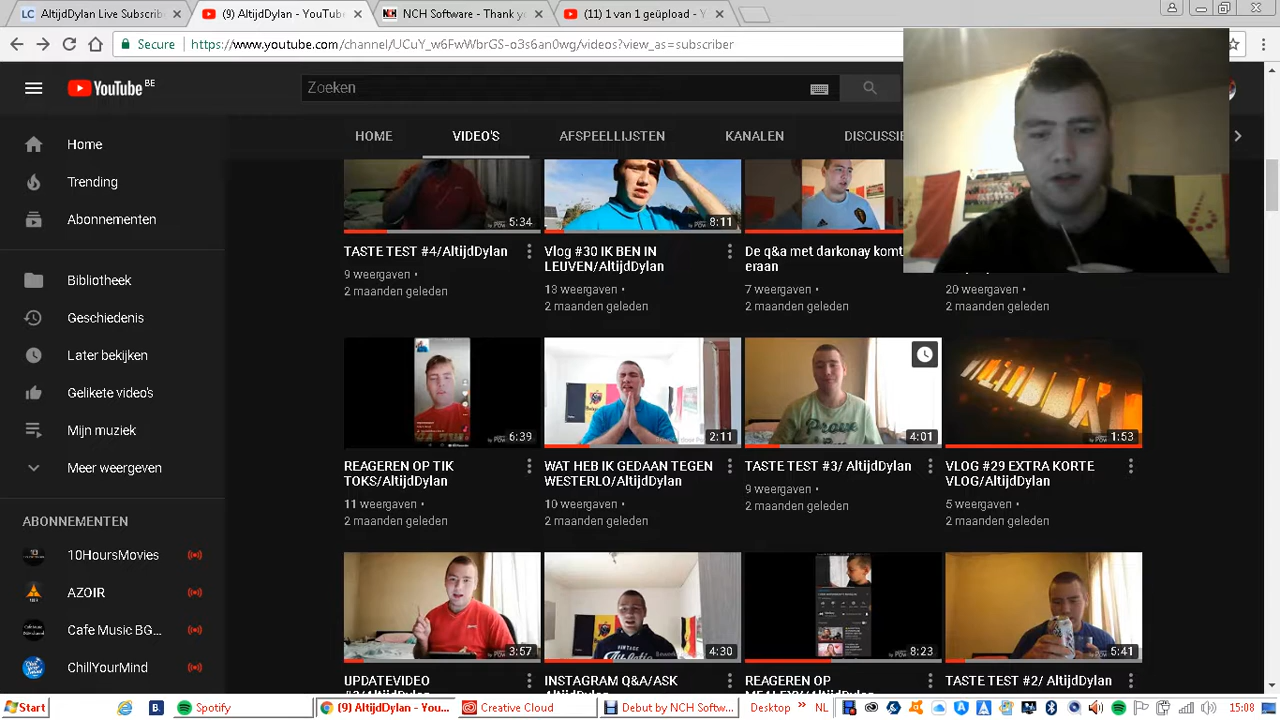 LC AltijdDylan Live Subscribe
(9) AltijdDylan - YouTube
NCH NCH Software - Thank y
(11) 1 van 1 geüpload - Y
Secure
https://www.youtube.com/channel/UCuY_w6FwWbrGS-o3s6an0wg/videos?view_as=subscriber
YouTube BE
Zoeken
HOME
VIDEO'S
AFSPEELLIJSTEN
KANALEN
DISCUSSIE
Home
Trending
Abonnementen
Bibliotheek
Geschiedenis
Later bekijken
Gelikete video's
Mijn muziek
Meer weergeven
ABONNEMENTEN
10HoursMovies
AZOIR
Cafe Music BG...
ChillYourMind
5:34
8:11
TASTE TEST #4/AltijdDylan
9 weergaven •
2 maanden geleden
Vlog #30 IK BEN IN
LEUVEN/AltijdDylan
13 weergaven •
2 maanden geleden
De q&a met darkonay komt
eraan
7 weergaven •
2 maanden geleden
20 weergaven •
2 maanden geleden
6:39
2:11
4:01
1:53
REAGEREN OP TIK
TOKS/AltijdDylan
11 weergaven •
2 maanden geleden
WAT HEB IK GEDAAN TEGEN
WESTERLO/AltijdDylan
10 weergaven •
2 maanden geleden
TASTE TEST #3/ AltijdDylan
9 weergaven •
2 maanden geleden
VLOG #29 EXTRA KORTE
VLOG/AltijdDylan
5 weergaven •
2 maanden geleden
3:57
4:30
8:23
5:41
UPDATEVIDEO
INSTAGRAM Q&A/ASK
REAGEREN OP
TASTE TEST #2/ AltijdDylan
Start
Spotify
(9) AltijdDylan - You...
Creative Cloud
Debut by NCH Softw...
Desktop
NL
15:08